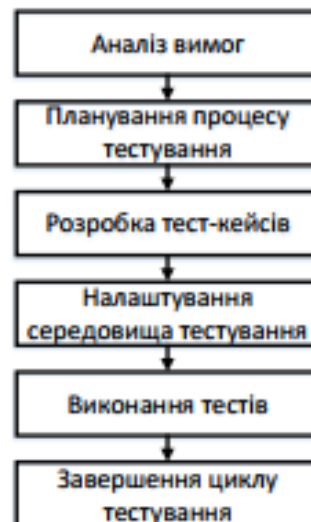 Аналіз вимог
Планування процесу
тестування
Розробка тест-кейсів
Налаштування
середовища тестування
Виконання тестів
Завершення циклу
тестування